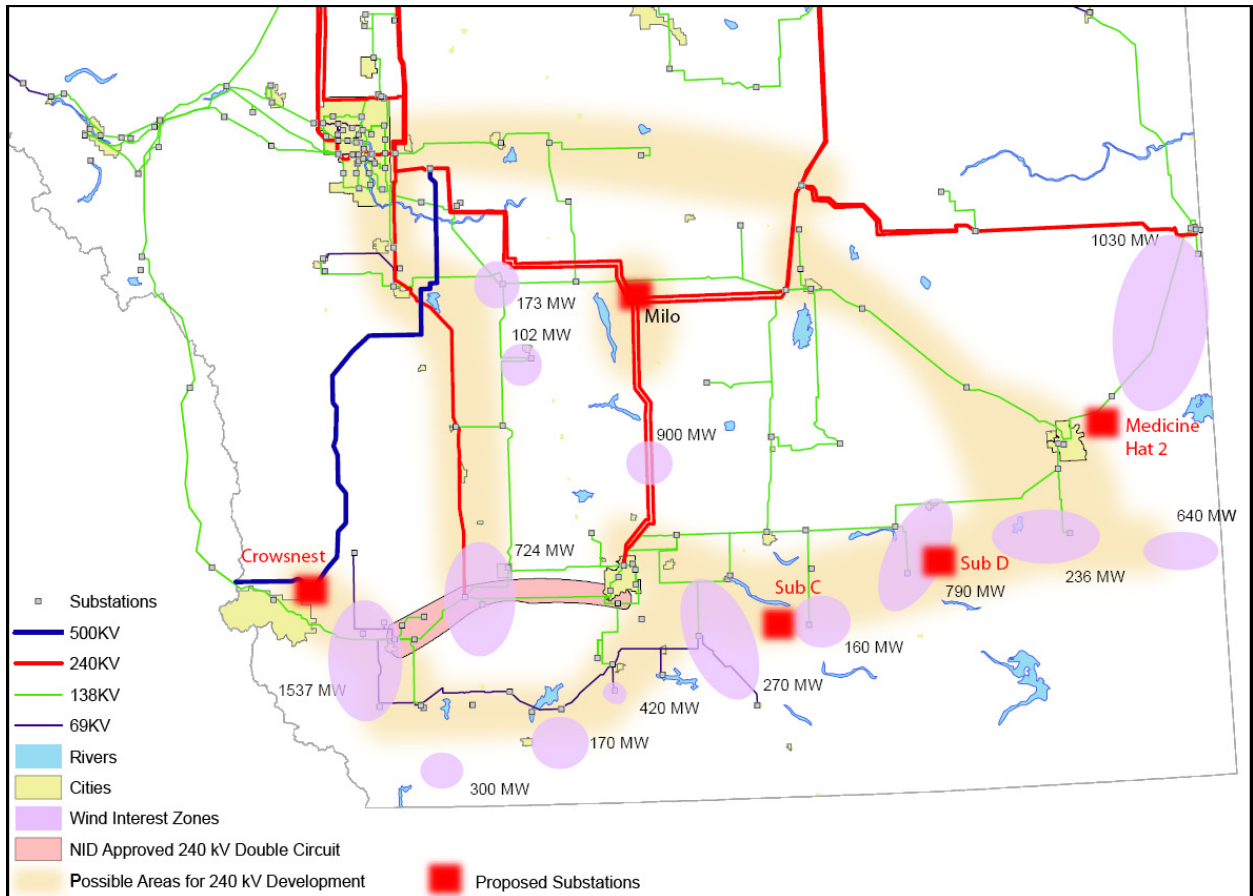 1030 MW
173 MW
Milo
102 MW
Medicine
Hat 2
900 MW
640 MW
724 MW
Crowsnest
Sub D
236 MW
790 MW
Sub C
160 MW
1537 MW
270 MW
420 MW
170 MW
300 MW
Substations
500KV
240KV
138KV
69KV
Rivers
Cities
Wind Interest Zones
NID Approved 240 kV Double Circuit
Possible Areas for 240 kV Development
Proposed Substations